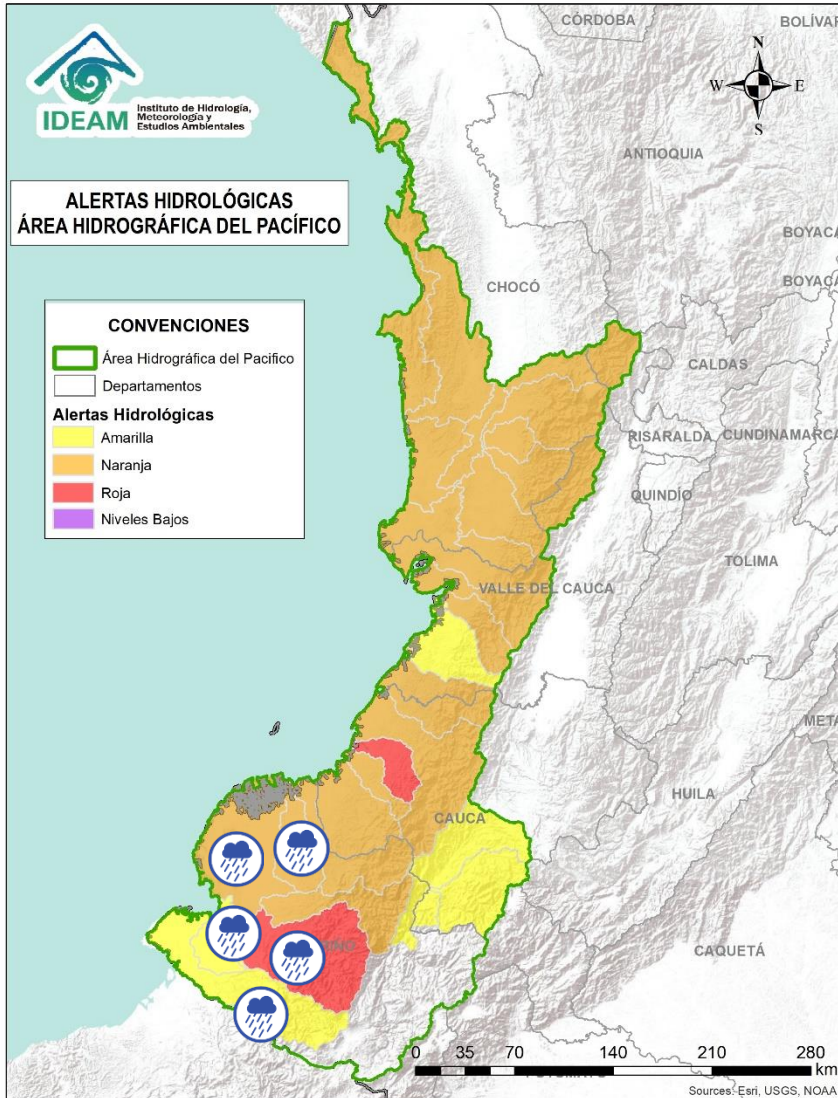 CÓRDOBA
BOLÍVAR
IDEAM
Instituto de Hidrología,
Meteorología y
Estudios Ambientales
N
W
E
S
ANTIOQUIA
ALERTAS HIDROLÓGICAS
ÁREA HIDROGRÁFICA DEL PACÍFICO
BOYACÁ
BOYACÁ
CHOCÓ
CONVENCIONES
Área Hidrográfica del Pacifico
Departamentos
Alertas Hidrológicas
Amarilla
Naranja
Roja
Niveles Bajos
CALDAS
RISARALDA
CUNDINAMARCA
QUINDÍO
TOLIMA
VALLE DEL CAUCA
META
HUILA
CAUCA
CAQUETÁ
0 35 70 140 210 280
km
Sources: Esri, USGS, NOAA